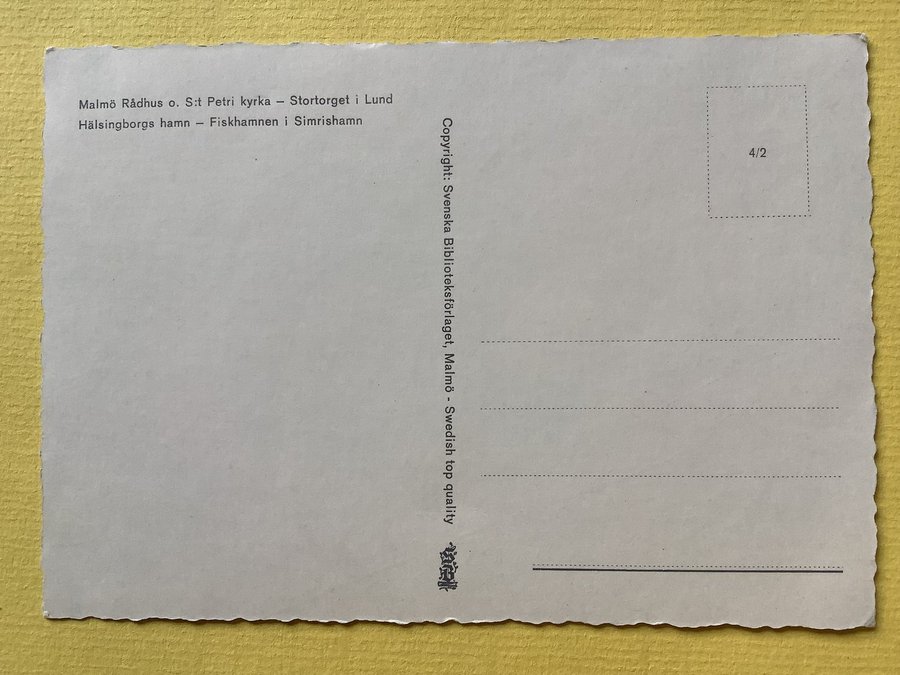 Malmö Rådhus o. S:t Petri kyrka – Stortorget i Lund
Hälsingborgs hamn – Fiskhamnen i Simrishamn
Copyright: Svenska Biblioteksförlaget, Malmö - Swedish top quality
SB
4/2